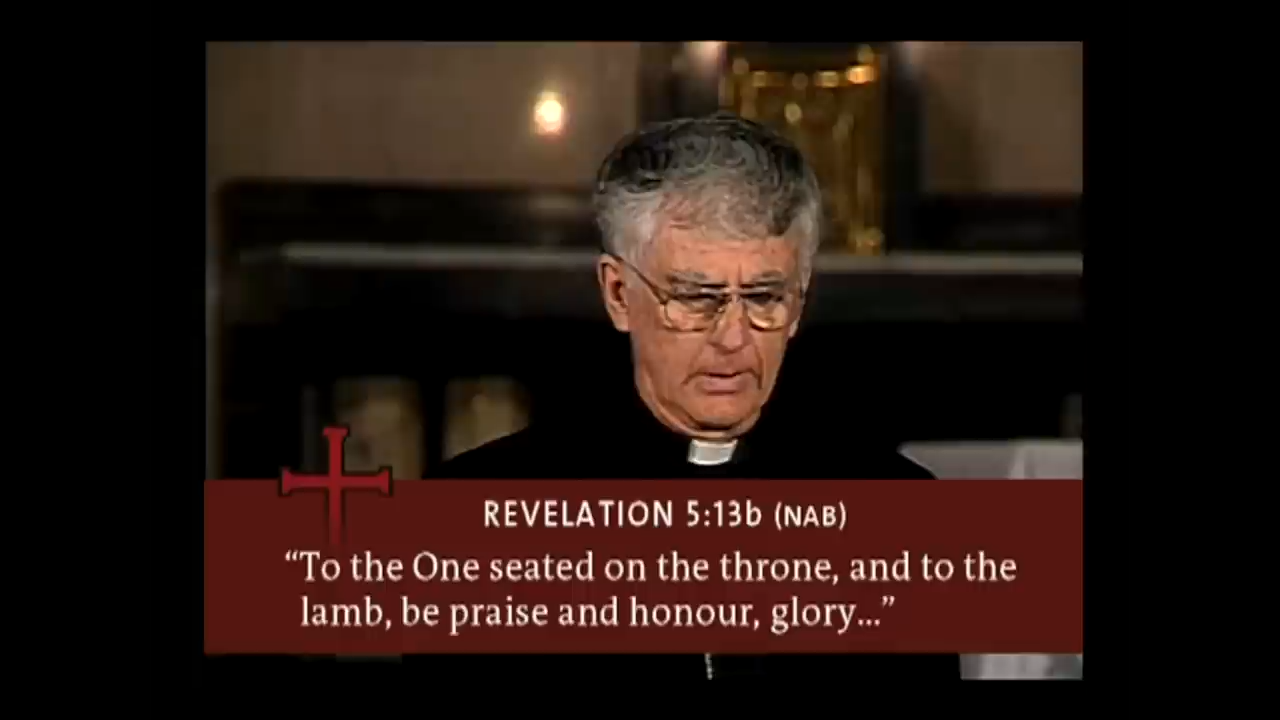 REVELATION 5:13b (NAB)
“To the One seated on the throne, and to the
lamb, be praise and honour, glory...”